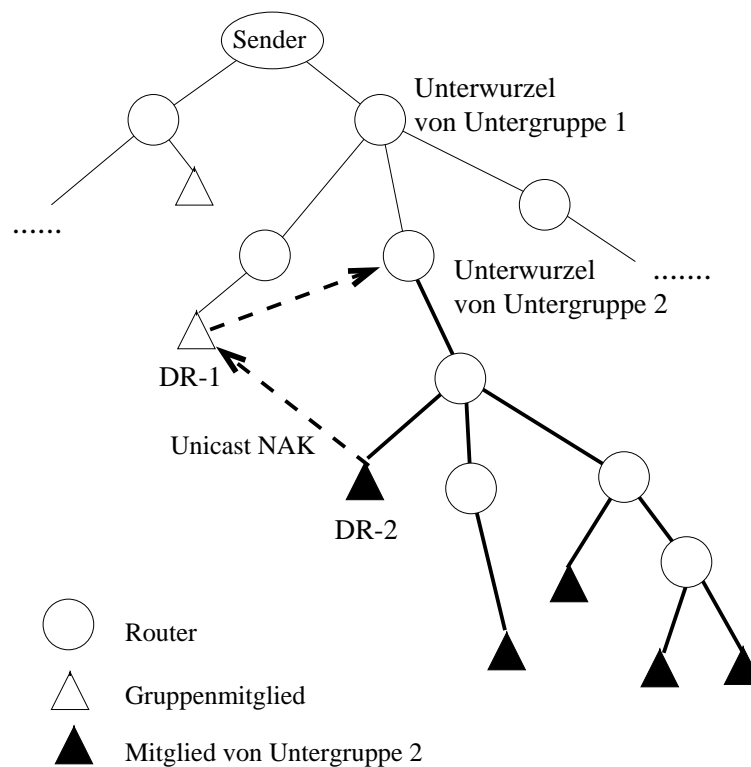 Sender
Unterwurzel
von Untergruppe 1
......
Unterwurzel
von Untergruppe 2
.......
DR-1
Unicast NAK
DR-2
Router
Gruppenmitglied
Mitglied von Untergruppe 2